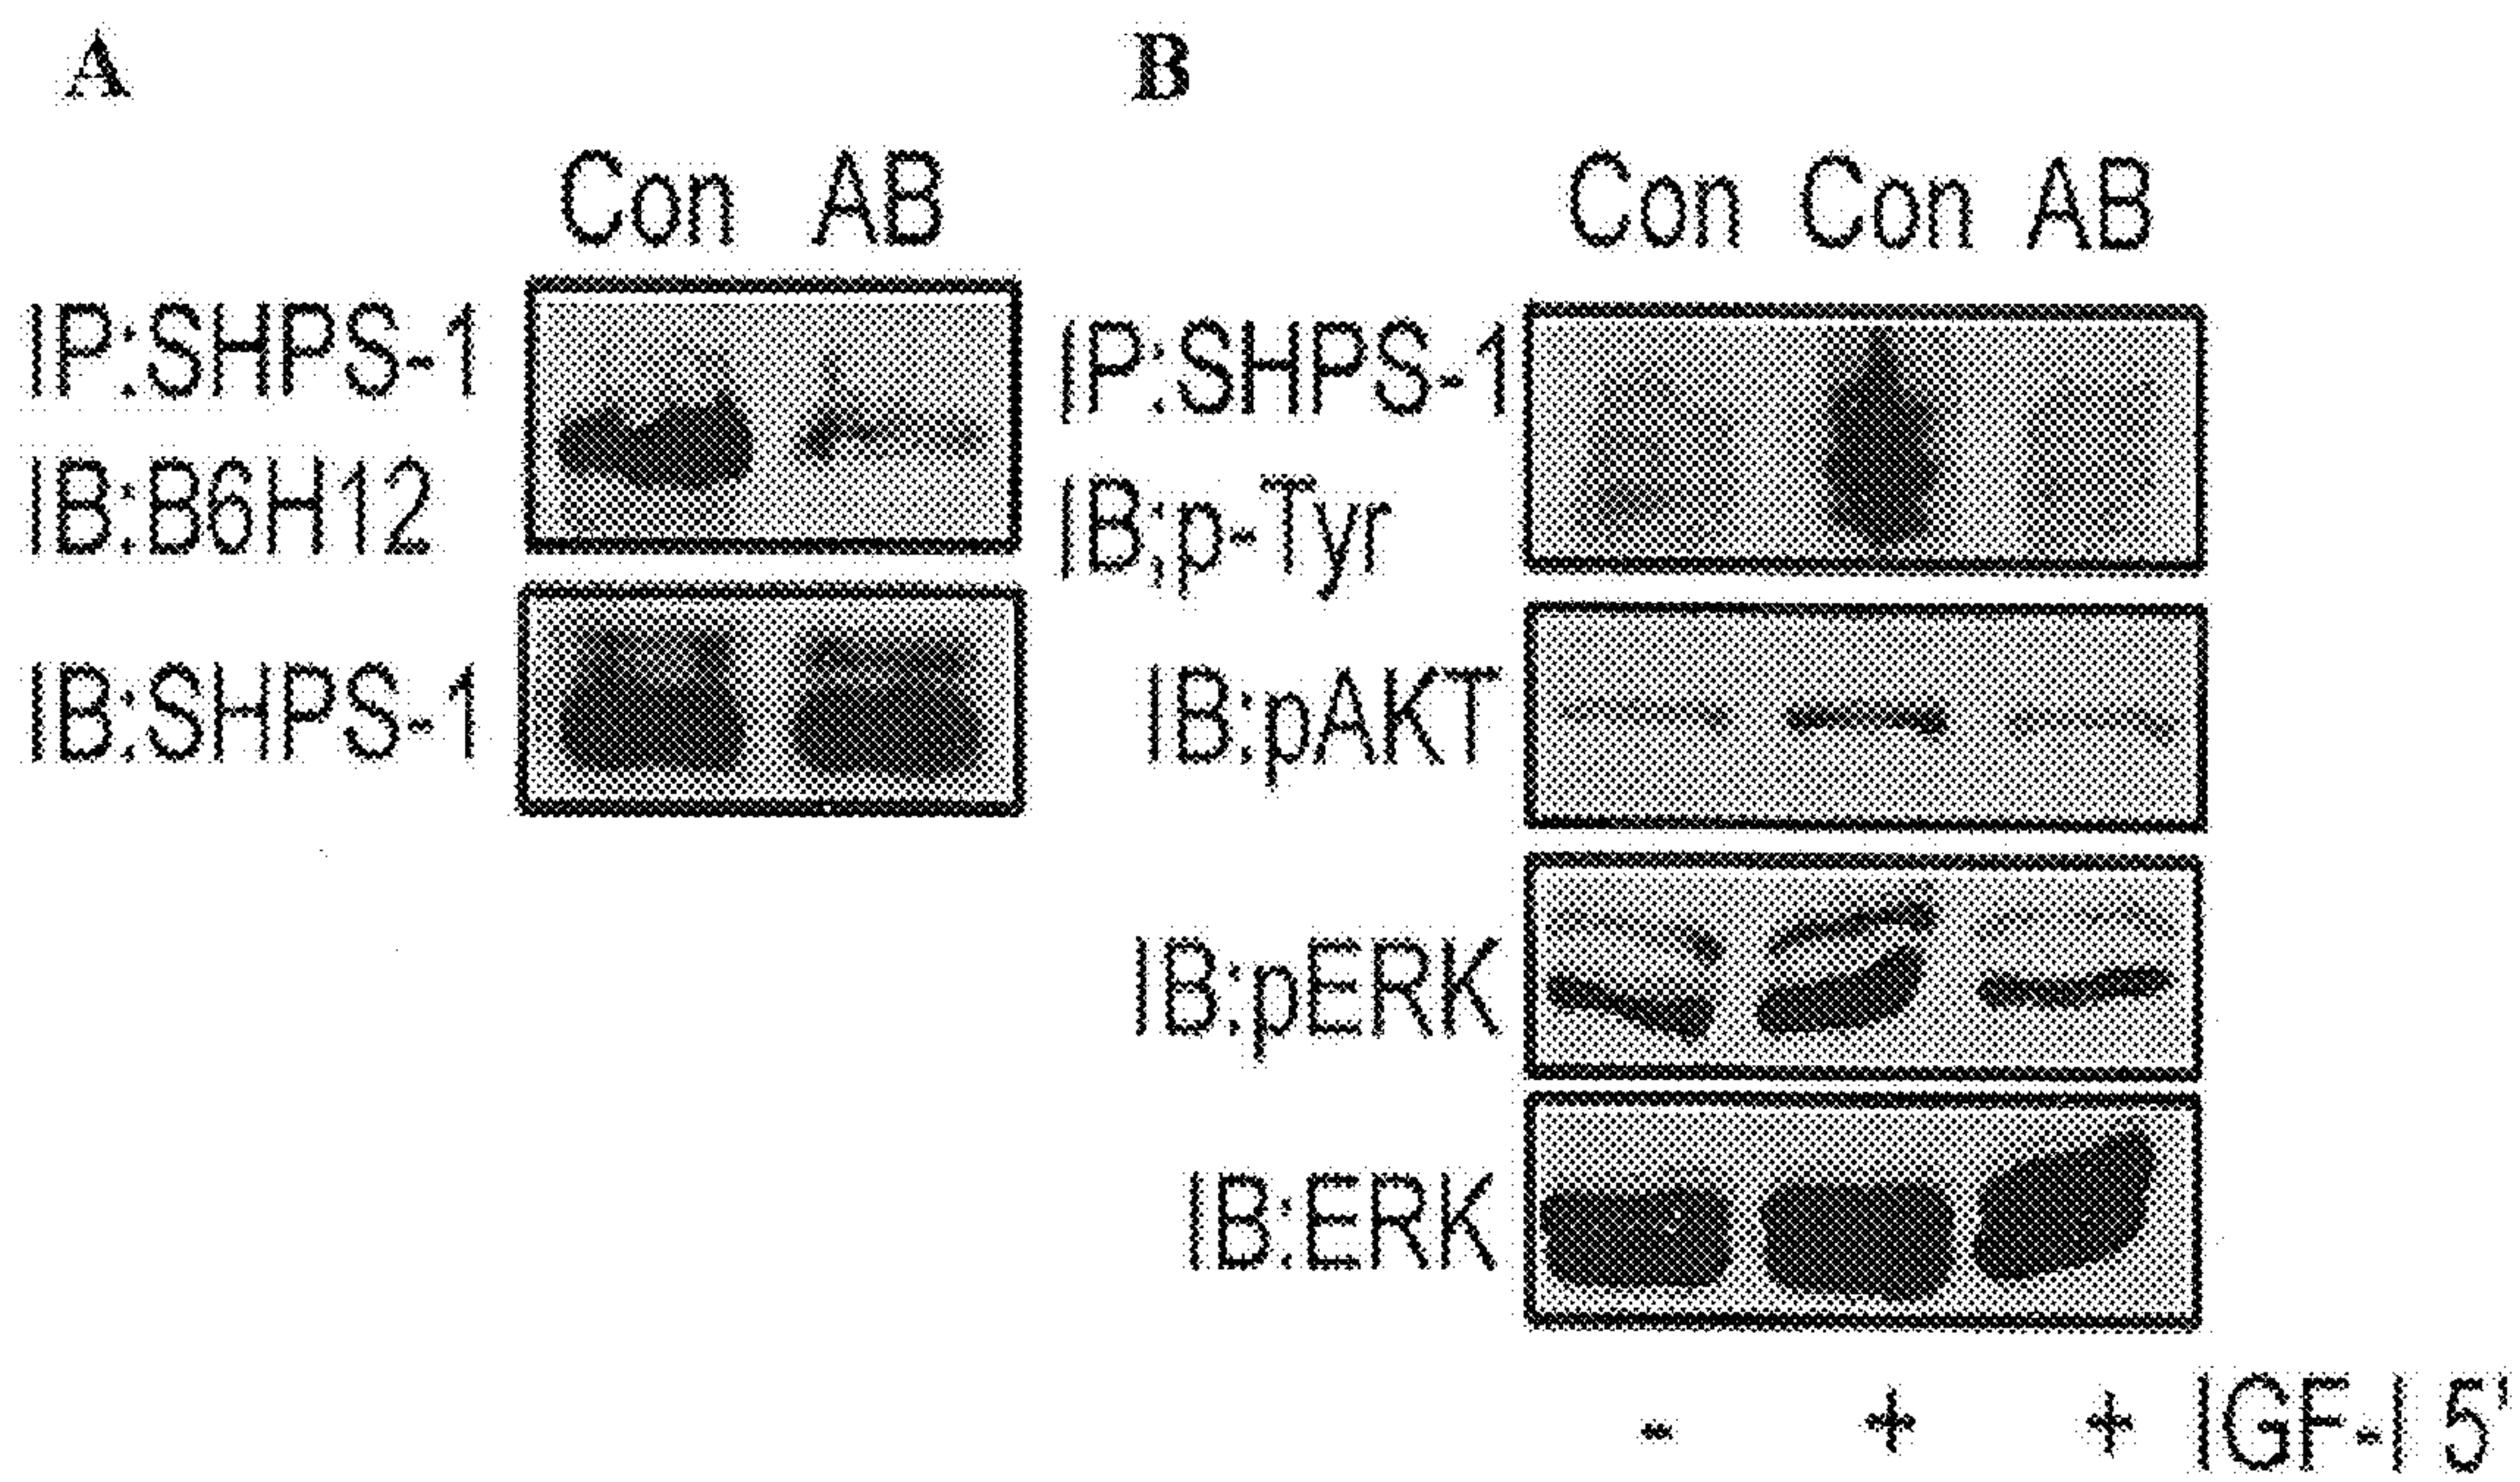 A
Con AB
IP:SHPS-1
IB:B6H12
IB:SHPS-1
B
Con Con AB
IP:SHPS-1
IB;p-Tyr
IB:pAKT
IB:pERK
IB:ERK
- + + IGF-I 5'